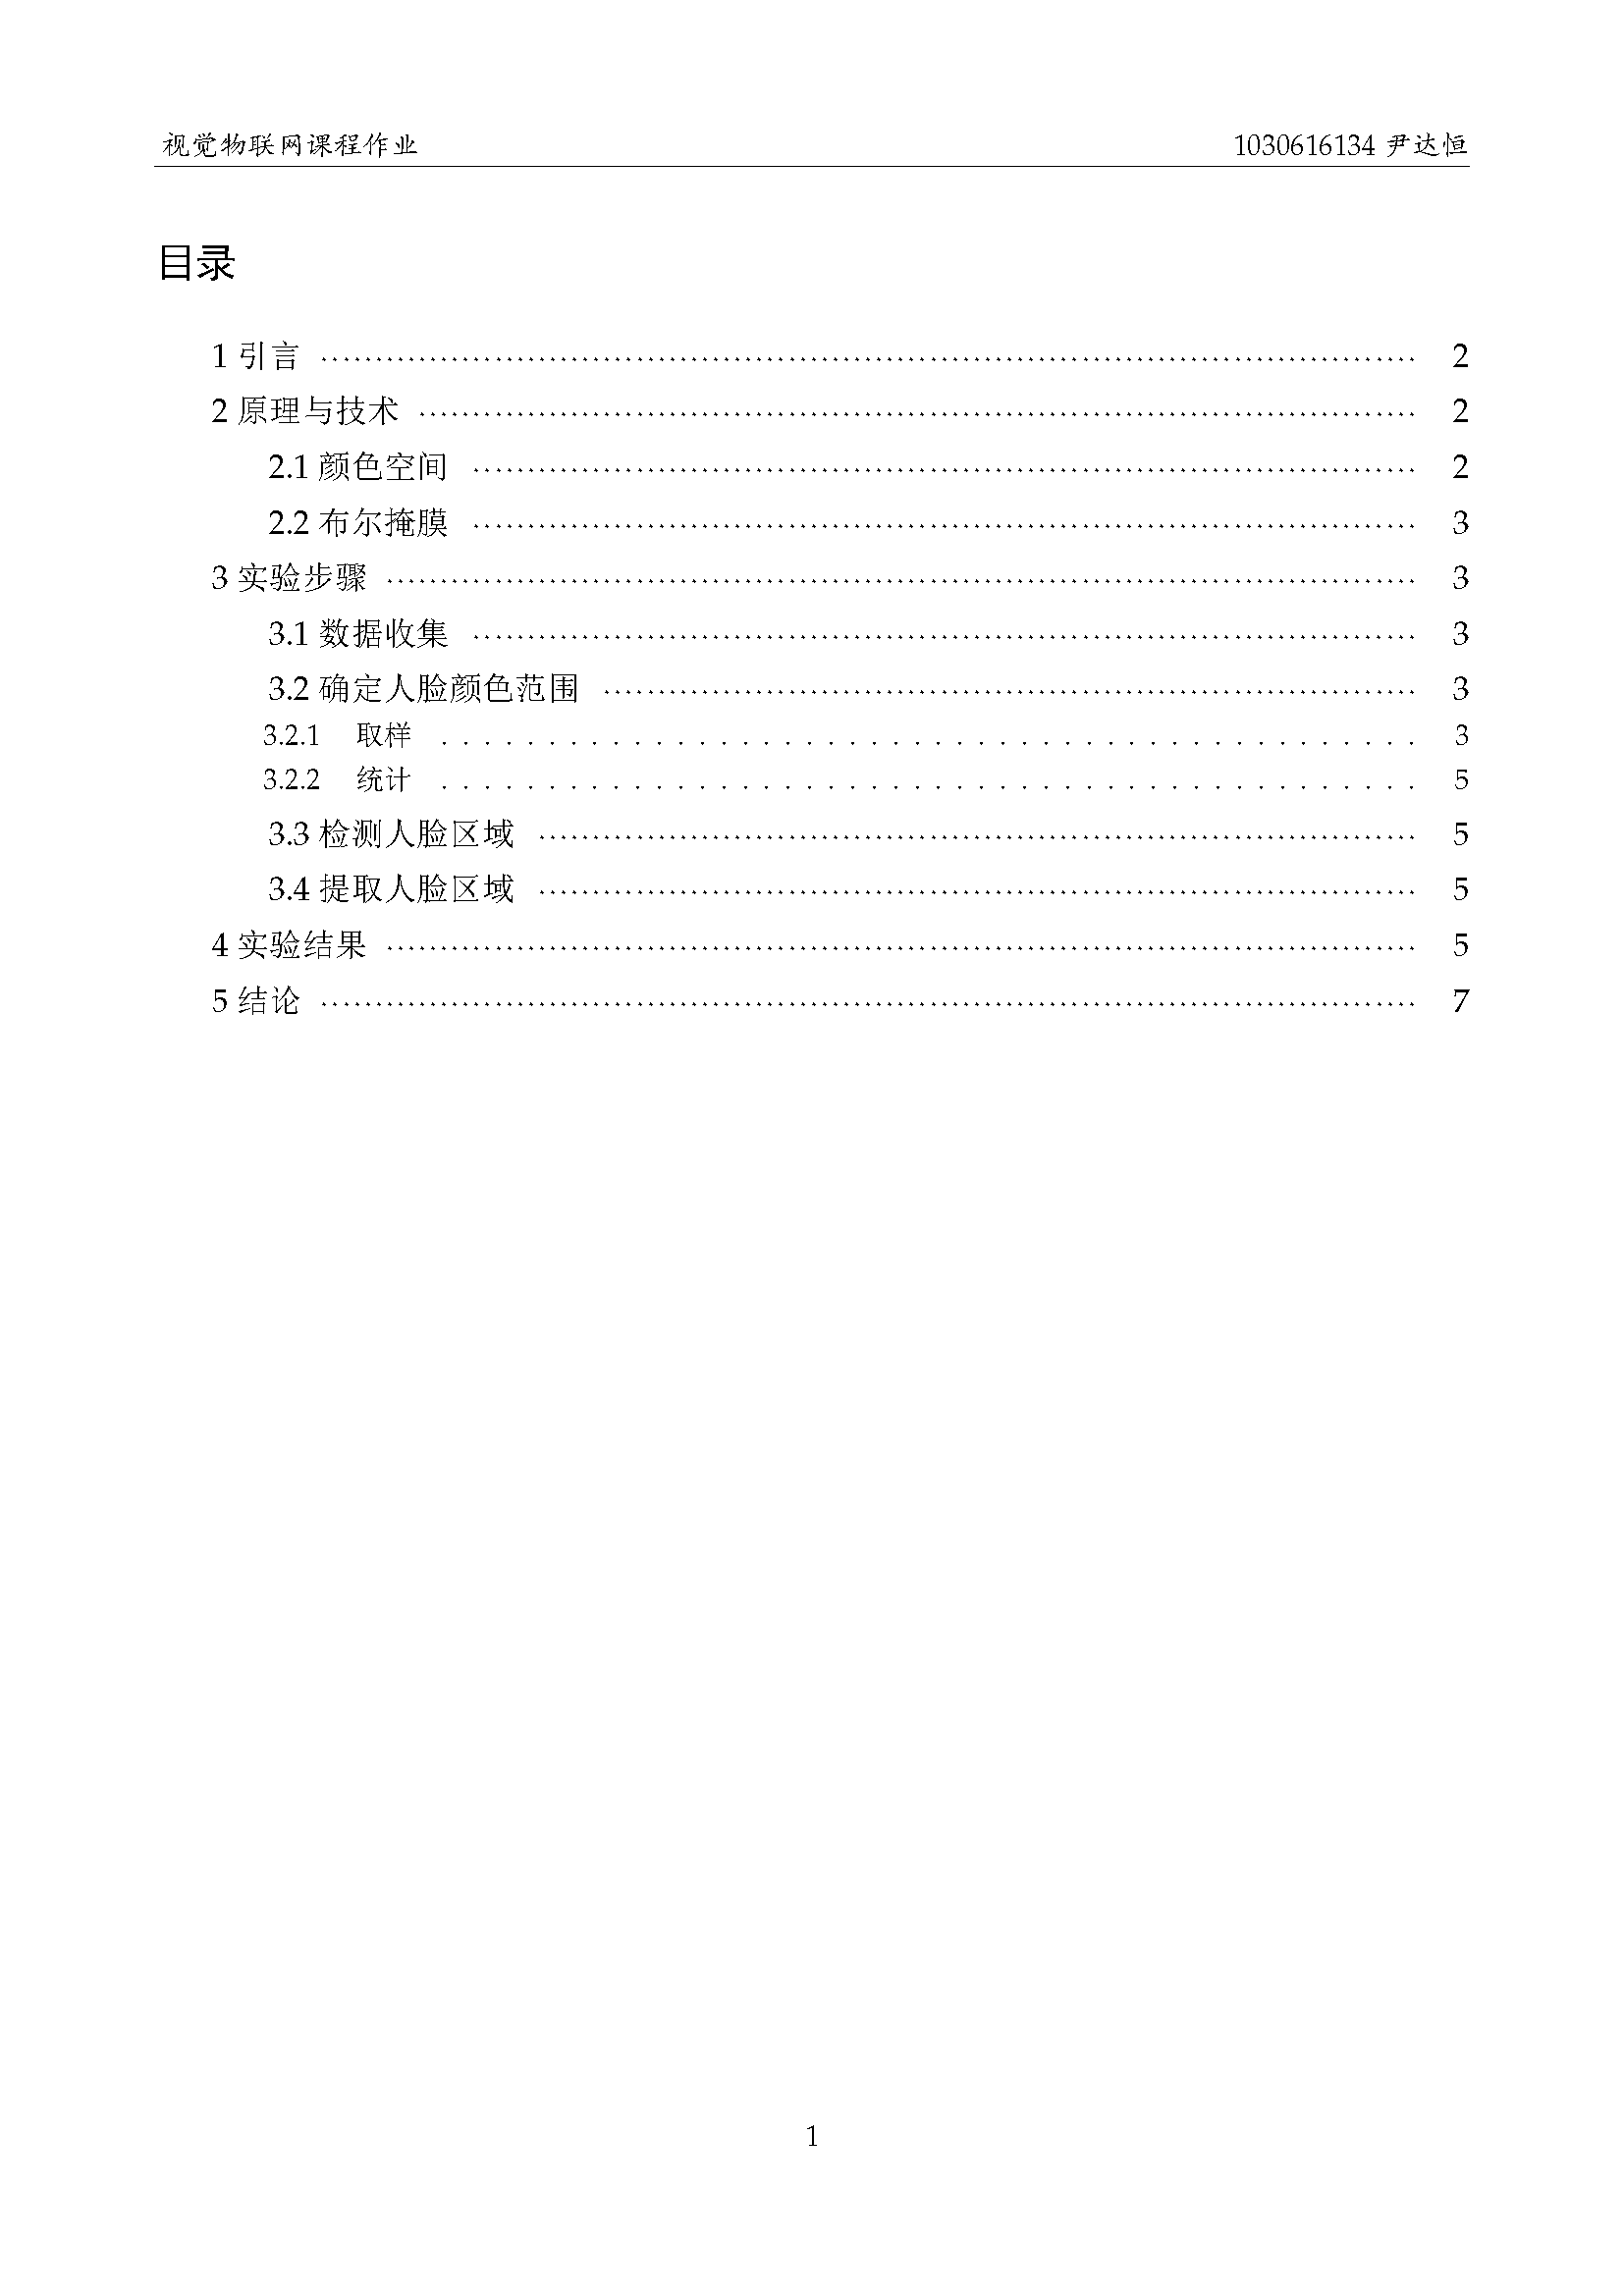 视觉物联网课程作业 1030616134 尹达恒
目录
1 引言 2
2 原理与技术 2
2.1 颜色空间 2
2.2 布尔掩膜 3
3 实验步骤 3
3.1 数据收集 3
3.2 确定人脸颜色范围 3
3.2.1 取样 3
3.2.2 统计 5
3.3 检测人脸区域 5
3.4 提取人脸区域 5
4 实验结果 5
5 结论 7
1